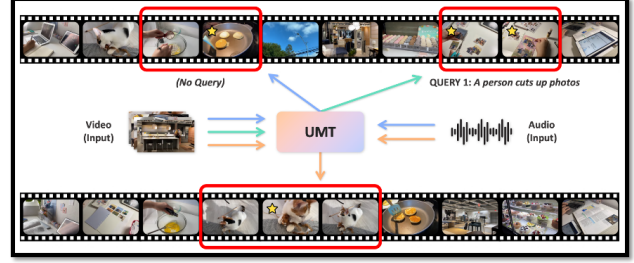 (No Query)
QUERY 1: A person cuts up photos
Video
(Input)
UMT
Audio
(Input)